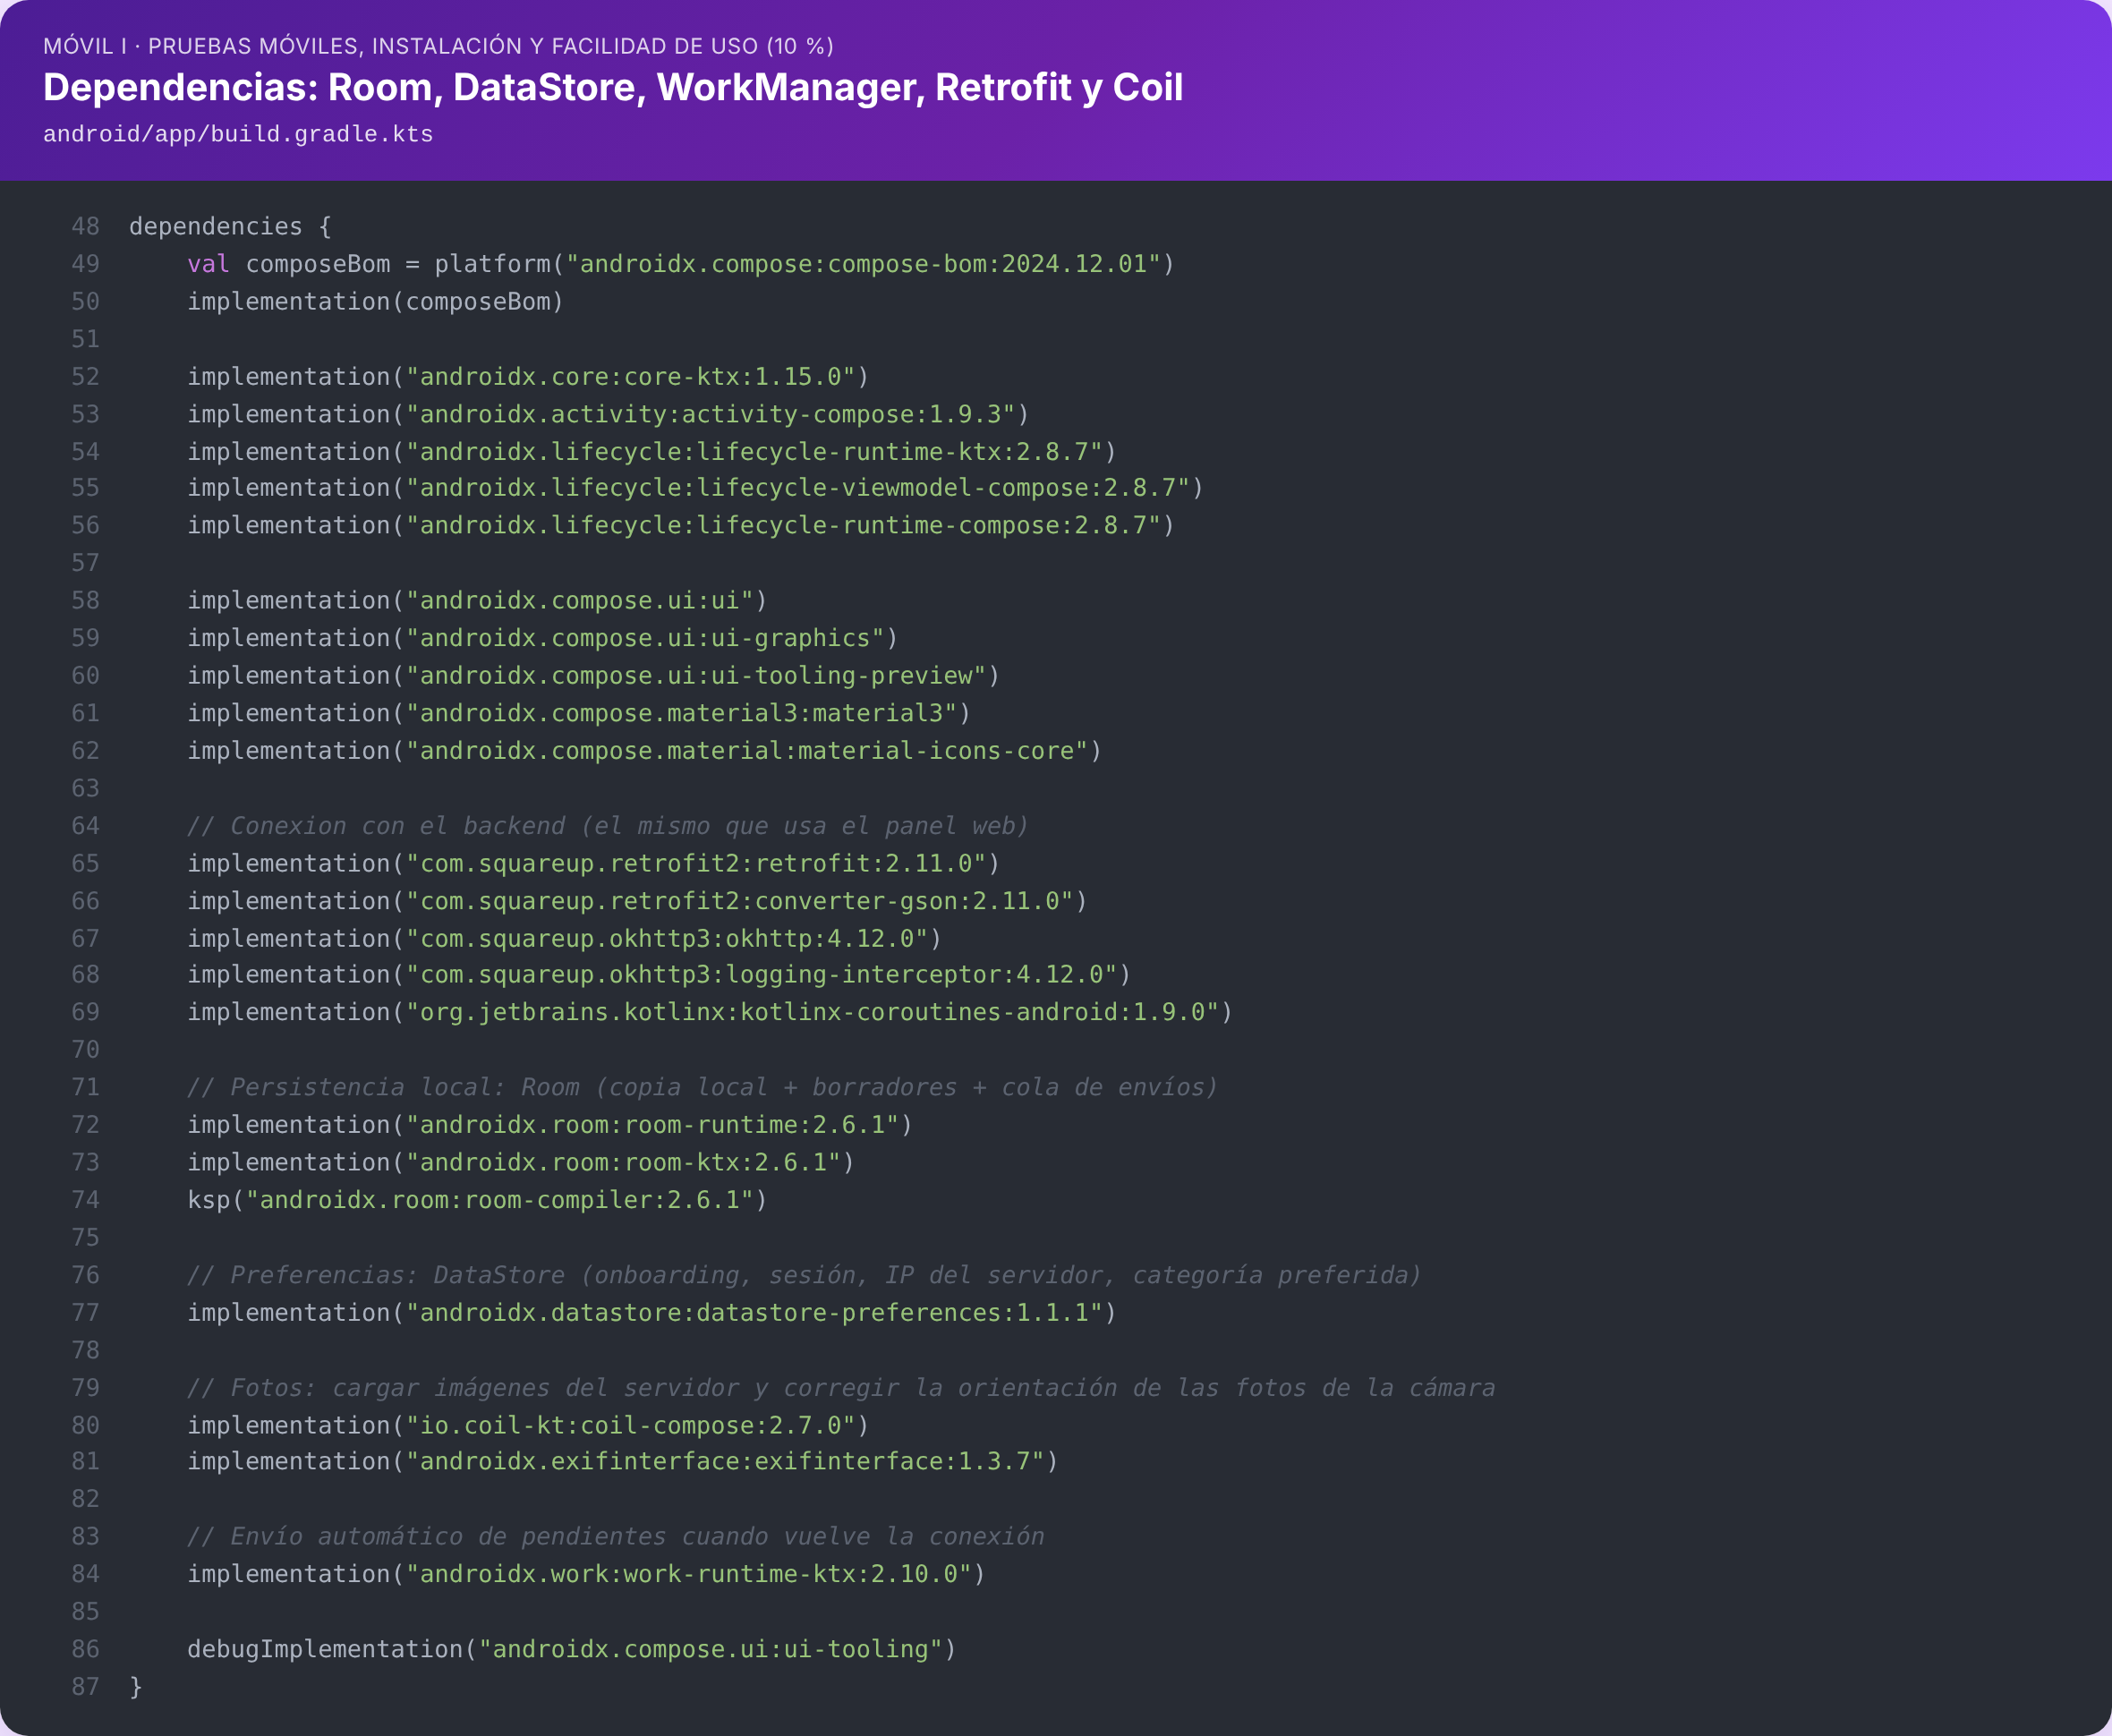 MÓVIL I · PRUEBAS MÓVILES, INSTALACIÓN Y FACILIDAD DE USO (10 %)
Dependencias: Room, DataStore, WorkManager, Retrofit y Coil
android/app/build.gradle.kts
48 dependencies {
49     val composeBom = platform("androidx.compose:compose-bom:2024.12.01")
50     implementation(composeBom)
51
52     implementation("androidx.core:core-ktx:1.15.0")
53     implementation("androidx.activity:activity-compose:1.9.3")
54     implementation("androidx.lifecycle:lifecycle-runtime-ktx:2.8.7")
55     implementation("androidx.lifecycle:lifecycle-viewmodel-compose:2.8.7")
56     implementation("androidx.lifecycle:lifecycle-runtime-compose:2.8.7")
57
58     implementation("androidx.compose.ui:ui")
59     implementation("androidx.compose.ui:ui-graphics")
60     implementation("androidx.compose.ui:ui-tooling-preview")
61     implementation("androidx.compose.material3:material3")
62     implementation("androidx.compose.material:material-icons-core")
63
64     // Conexion con el backend (el mismo que usa el panel web)
65     implementation("com.squareup.retrofit2:retrofit:2.11.0")
66     implementation("com.squareup.retrofit2:converter-gson:2.11.0")
67     implementation("com.squareup.okhttp3:okhttp:4.12.0")
68     implementation("com.squareup.okhttp3:logging-interceptor:4.12.0")
69     implementation("org.jetbrains.kotlinx:kotlinx-coroutines-android:1.9.0")
70
71     // Persistencia local: Room (copia local + borradores + cola de envíos)
72     implementation("androidx.room:room-runtime:2.6.1")
73     implementation("androidx.room:room-ktx:2.6.1")
74     ksp("androidx.room:room-compiler:2.6.1")
75
76     // Preferencias: DataStore (onboarding, sesión, IP del servidor, categoría preferida)
77     implementation("androidx.datastore:datastore-preferences:1.1.1")
78
79     // Fotos: cargar imágenes del servidor y corregir la orientación de las fotos de la cámara
80     implementation("io.coil-kt:coil-compose:2.7.0")
81     implementation("androidx.exifinterface:exifinterface:1.3.7")
82
83     // Envío automático de pendientes cuando vuelve la conexión
84     implementation("androidx.work:work-runtime-ktx:2.10.0")
85
86     debugImplementation("androidx.compose.ui:ui-tooling")
87 }